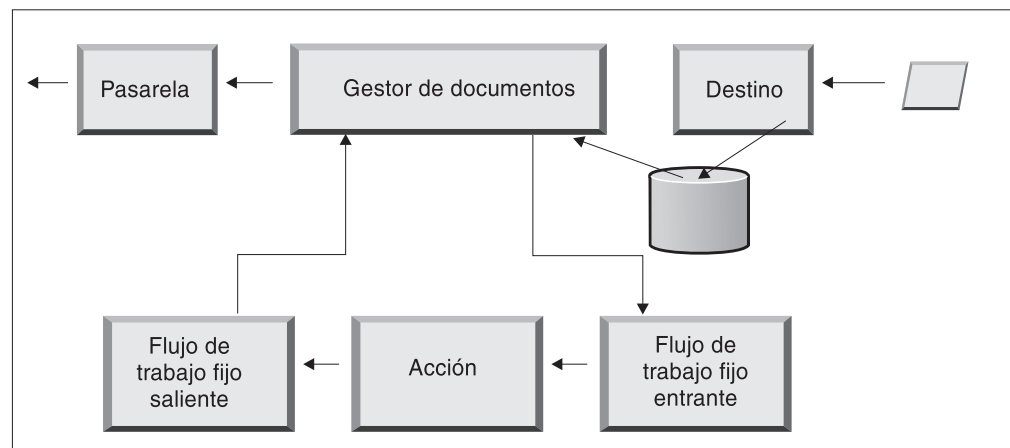 Pasarela
Gestor de documentos
Destino
Flujo de
trabajo fijo
saliente
Acción
Flujo de
trabajo fijo
entrante